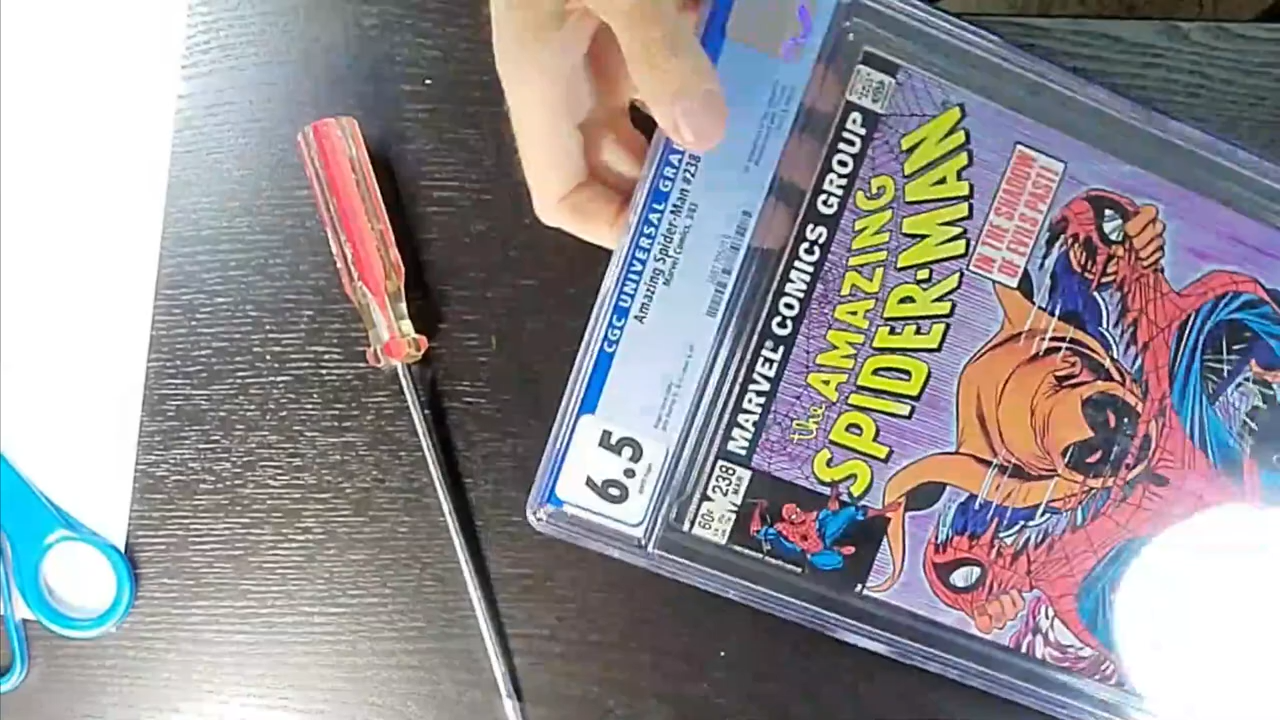 CGC UNIVERSAL GRA
Amazing Spider-Man #238
Marvel Comics, 3/83
6.5
MARVEL COMICS GROUP
the AMAZING
SPIDER-MAN
IN THE SHADOW
OF EVILS PAST!
60¢
238
MAR